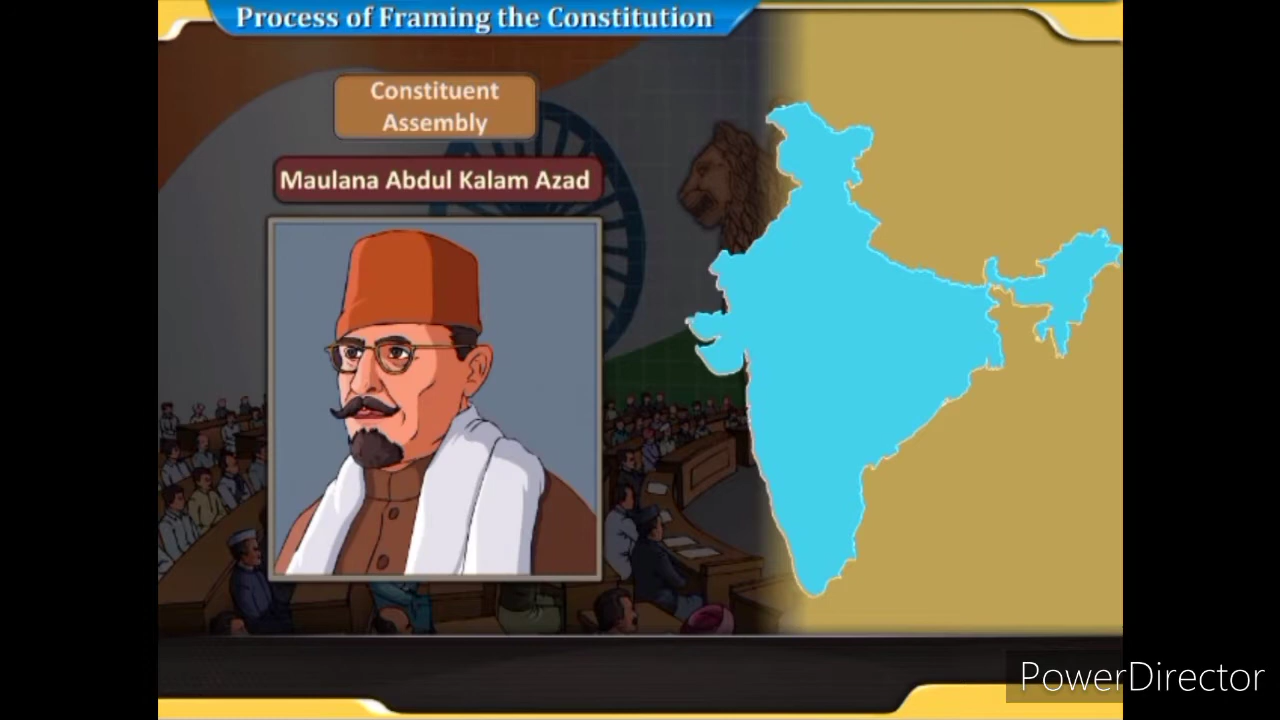 Process of Framing the Constitution
Constituent
Assembly
Maulana Abdul Kalam Azad
PowerDirector